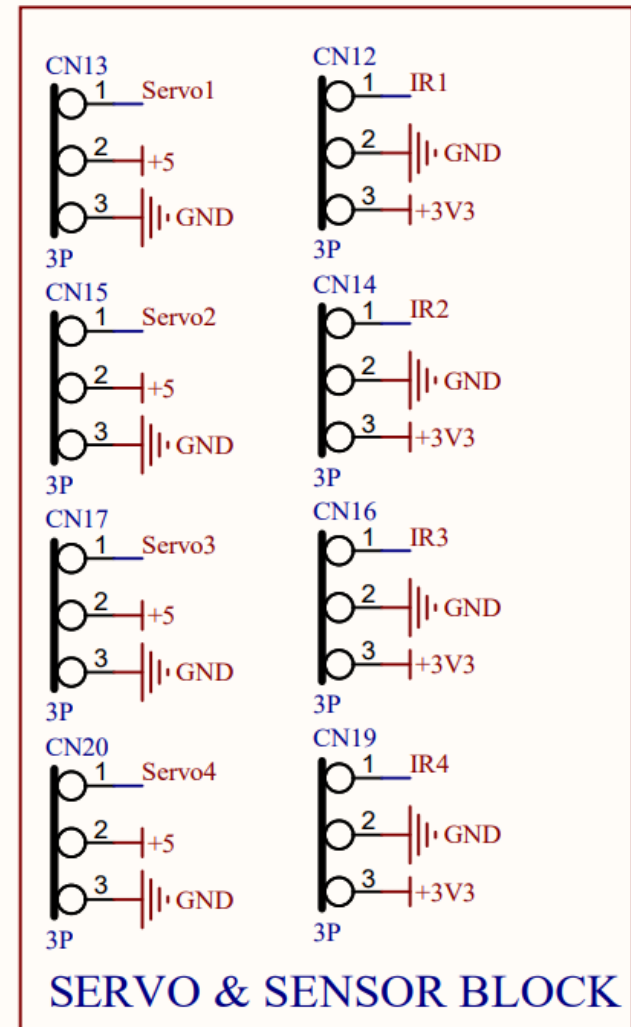 CN13
1 Servo1
2 +5
3 GND
3P
CN15
1 Servo2
2 +5
3 GND
3P
CN17
1 Servo3
2 +5
3 GND
3P
CN20
1 Servo4
2 +5
3 GND
3P
CN12
1 IR1
2 GND
3 +3V3
3P
CN14
1 IR2
2 GND
3 +3V3
3P
CN16
1 IR3
2 GND
3 +3V3
3P
CN19
1 IR4
2 GND
3 +3V3
3P
SERVO & SENSOR BLOCK